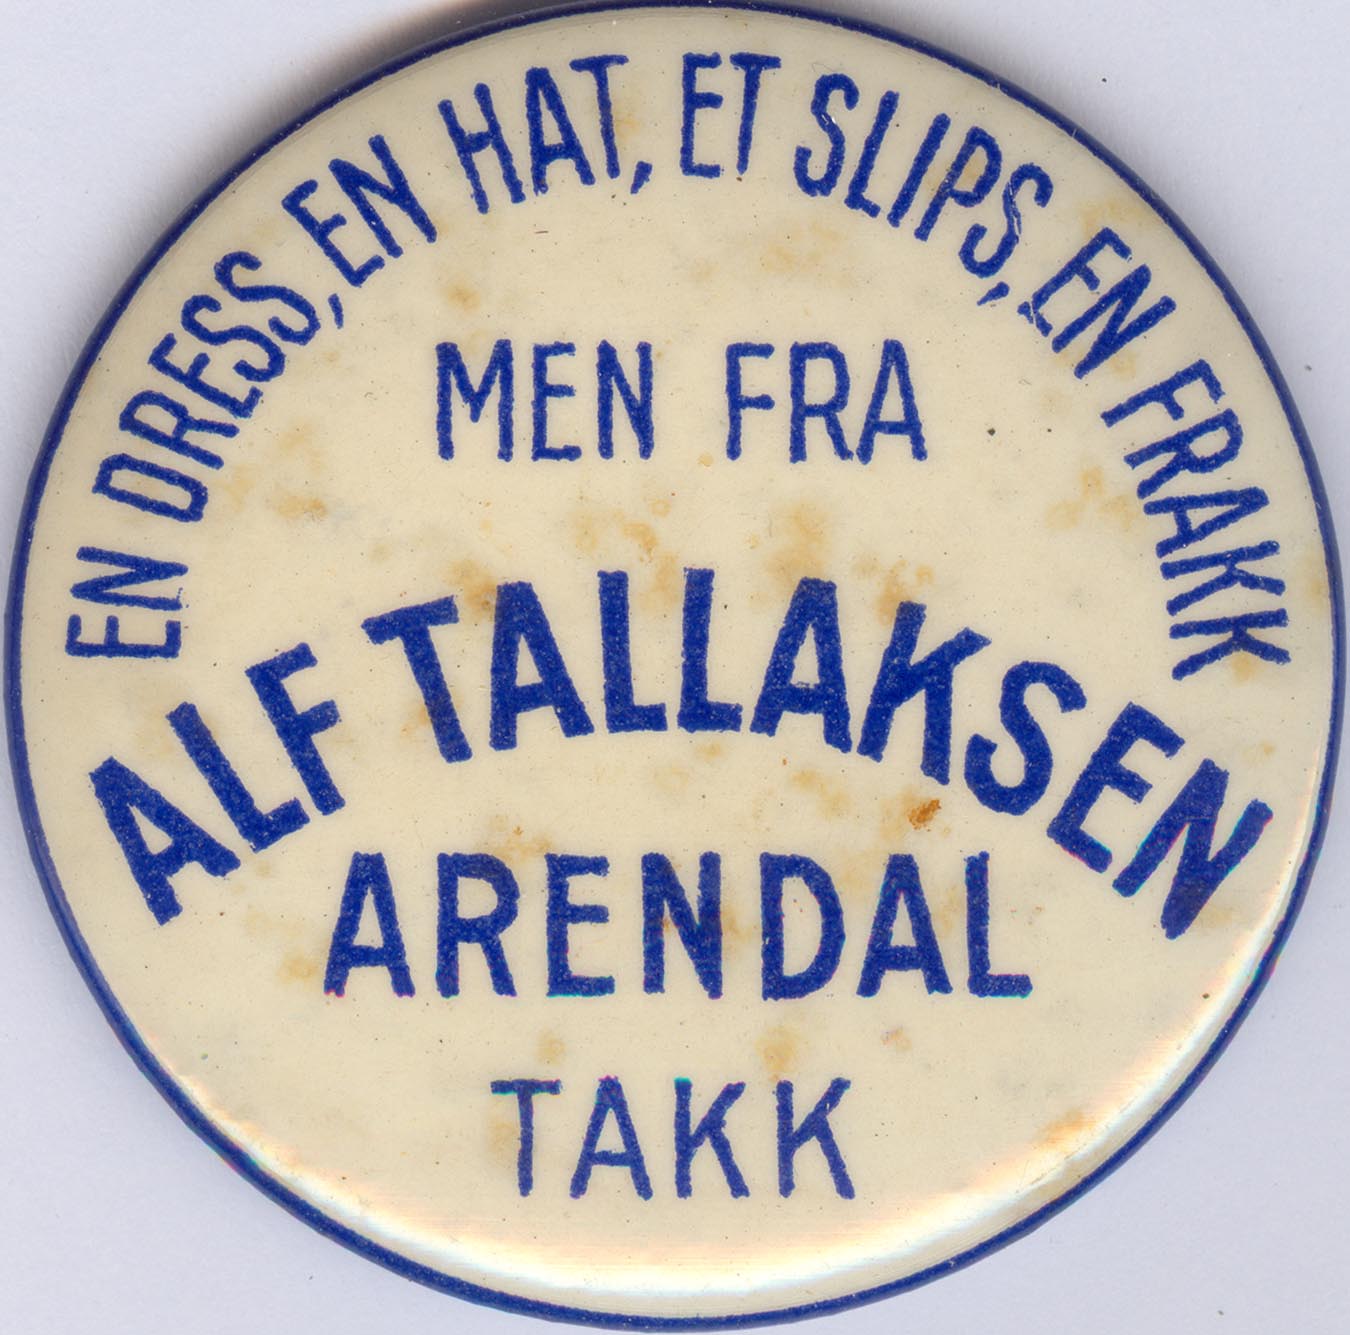 EN DRESS, EN HAT, ET SLIPS, EN FRAKK
MEN FRA
ALF TALLAKSEN
ARENDAL
TAKK